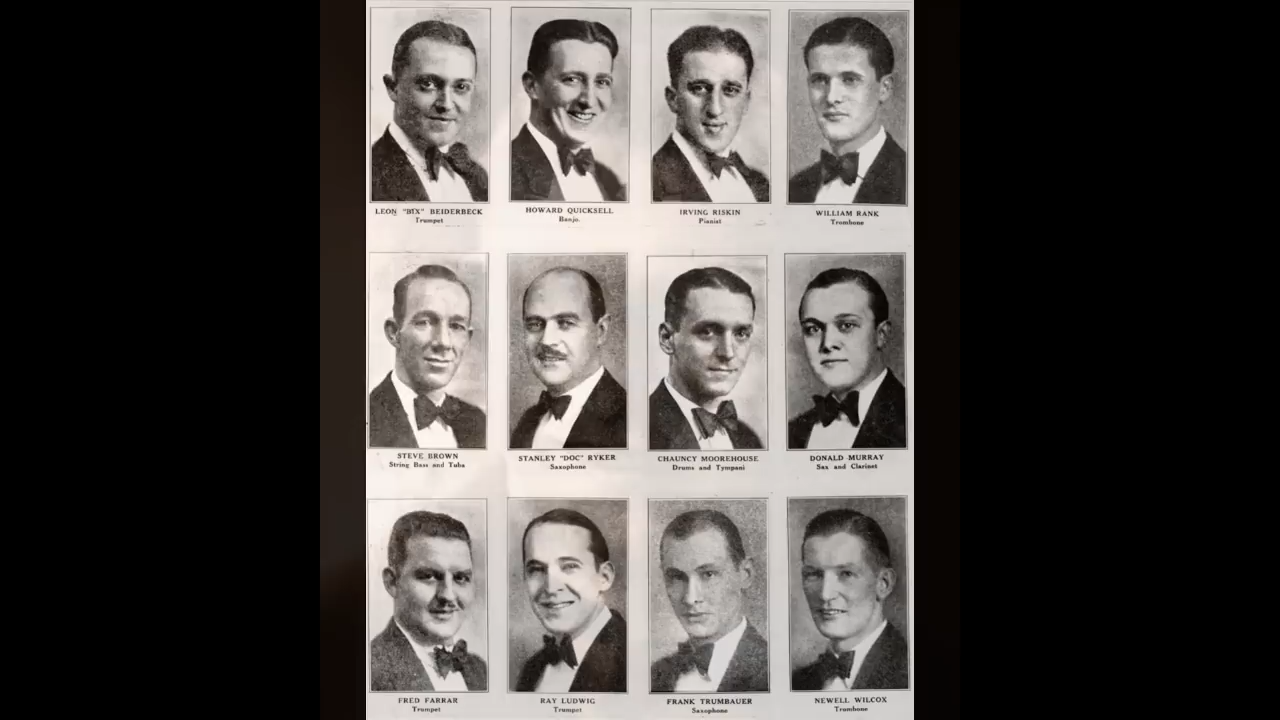 LEON "BIX" BEIDERBECK
Trumpet
HOWARD QUICKSELL
Banjo
IRVING RISKIN
Pianist
WILLIAM RANK
Trombone
STEVE BROWN
String Bass and Tuba
STANLEY "DOC" RYKER
Saxophone
CHAUNCY MOOREHOUSE
Drums and Tympani
DONALD MURRAY
Sax and Clarinet
FRED FARRAR
Trumpet
RAY LUDWIG
Trumpet
FRANK TRUMBAUER
Saxophone
NEWELL WILCOX
Trombone